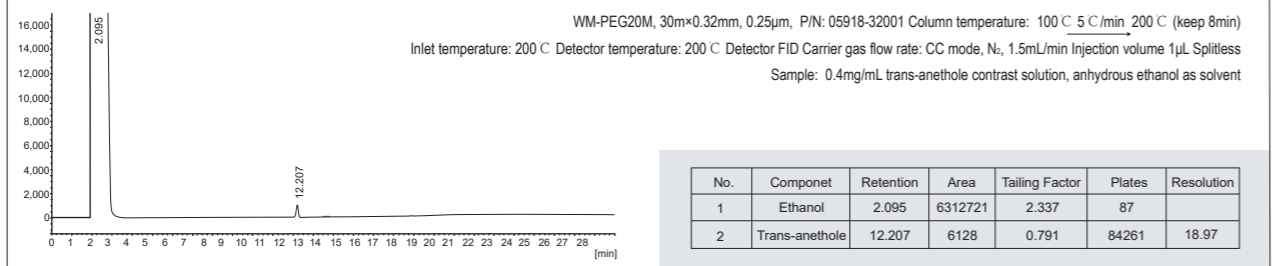 WM-PEG20M, 30m×0.32mm, 0.25μm, P/N: 05918-32001 Column temperature: 100℃ 5℃/min 200℃ (keep 8min)
Inlet temperature: 200℃ Detector temperature: 200℃ Detector FID Carrier gas flow rate: CC mode, N₂, 1.5mL/min Injection volume 1μL Splitless
Sample: 0.4mg/mL trans-anethole contrast solution, anhydrous ethanol as solvent
16,000
14,000
12,000
10,000
8,000
6,000
4,000
2,000
0
2.095
12.207
0 1 2 3 4 5 6 7 8 9 10 11 12 13 14 15 16 17 18 19 20 21 22 23 24 25 26 27 28
[min]
No. Componet Retention Area Tailing Factor Plates Resolution
1 Ethanol 2.095 6312721 2.337 87
2 Trans-anethole 12.207 6128 0.791 84261 18.97